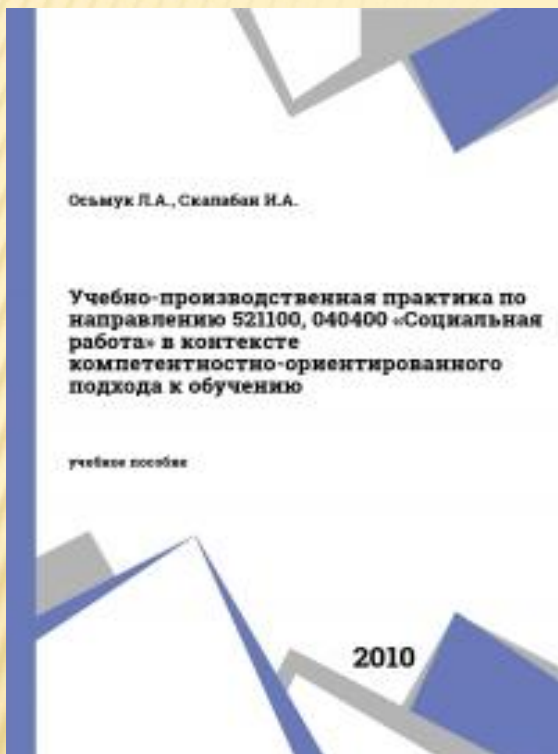 Осьмук Л.А., Скалабан И.А.
Учебно-производственная практика по
направлению 521100, 040400 «Социальная
работа» в контексте
компетентностно-ориентированного
подхода к обучению
учебное пособие
2010